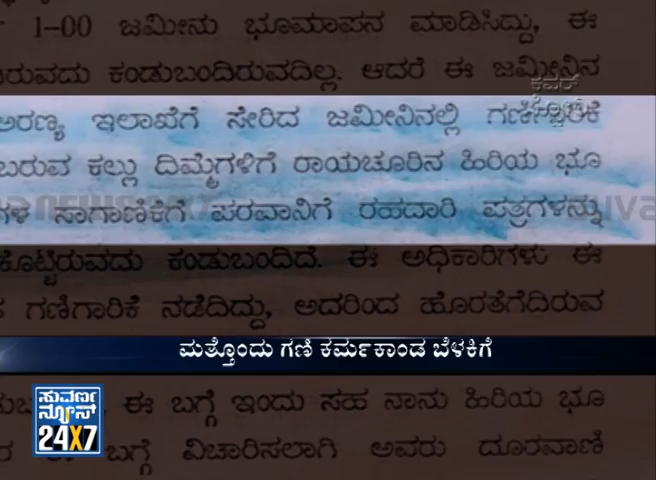 1-00 ಜಮೀನು ಭೂಮಾಪನ ಮಾಡಿಸಿದ್ದು, ಈ
ಕಂಡುಬಂದಿರುವದಿಲ್ಲ. ಆದರೆ ಈ ಜಮೀನಿನ
ಅರಣ್ಯ ಇಲಾಖೆಗೆ ಸೇರಿದ ಜಮೀನಿನಲ್ಲಿ
ಬರುವ ಕಲ್ಲು ದಿಮ್ಮೆಗಳಿಗೆ ರಾಯಚೂರಿನ ಹಿರಿಯ ಭೂ
ಸಾಗಾಣಿಕೆಗೆ ಪರವಾನಿಗೆ ರಹದಾರಿ ಪತ್ರಗಳನ್ನು
ಕೊಟ್ಟಿರುವದು ಕಂಡುಬಂದಿದೆ. ಈ ಅಧಿಕಾರಿಗಳು ಈ
ಗಣಿಗಾರಿಕೆ ನಡೆದಿದ್ದು, ಅದರಿಂದ ಹೊರತೆಗೆದಿರುವ
ಮತ್ತೊಂದು ಗಣಿ ಕರ್ಮಕಾಂಡ ಬೆಳಕಿಗೆ
ಈ ಬಗ್ಗೆ ಇಂದು ಸಹ ನಾನು ಹಿರಿಯ ಭೂ
ಬಗ್ಗೆ ವಿಚಾರಿಸಲಾಗಿ ಅವರು ದೂರವಾಣಿ
ಸುವರ್ಣ
ನ್ಯೂಸ್
24X7